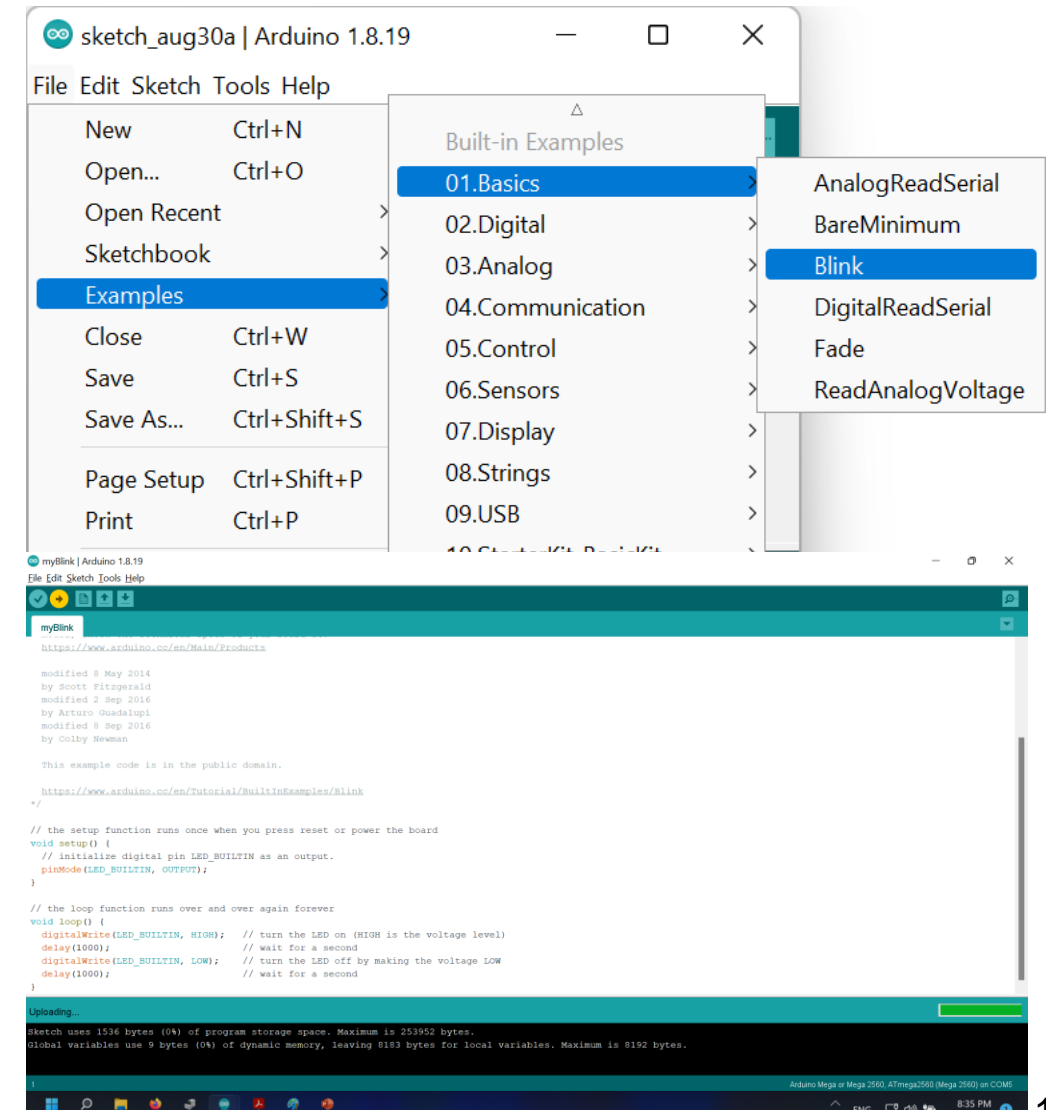 sketch_aug30a | Arduino 1.8.19
File Edit Sketch Tools Help
New Ctrl+N
Open... Ctrl+O
Open Recent
Sketchbook
Examples
Close Ctrl+W
Save Ctrl+S
Save As... Ctrl+Shift+S
Page Setup Ctrl+Shift+P
Print Ctrl+P
Built-in Examples
01.Basics
02.Digital
03.Analog
04.Communication
05.Control
06.Sensors
07.Display
08.Strings
09.USB
AnalogReadSerial
BareMinimum
Blink
DigitalReadSerial
Fade
ReadAnalogVoltage
myBlink | Arduino 1.8.19
File Edit Sketch Tools Help
myBlink
https://www.arduino.cc/en/Main/Products
modified 8 May 2014
by Scott Fitzgerald
modified 2 Sep 2016
by Arturo Guadalupi
modified 8 Sep 2016
by Colby Newman
This example code is in the public domain.
https://www.arduino.cc/en/Tutorial/BuiltInExamples/Blink
*/
// the setup function runs once when you press reset or power the board
void setup() {
// initialize digital pin LED_BUILTIN as an output.
pinMode(LED_BUILTIN, OUTPUT);
}
// the loop function runs over and over again forever
void loop() {
digitalWrite(LED_BUILTIN, HIGH); // turn the LED on (HIGH is the voltage level)
delay(1000); // wait for a second
digitalWrite(LED_BUILTIN, LOW); // turn the LED off by making the voltage LOW
delay(1000); // wait for a second
}
Uploading...
Sketch uses 1536 bytes (0%) of program storage space. Maximum is 253952 bytes.
Global variables use 9 bytes (0%) of dynamic memory, leaving 8183 bytes for local variables. Maximum is 8192 bytes.
1 Arduino Mega or Mega 2560, ATmega2560 (Mega 2560) on COM5
ENG 8:35 PM